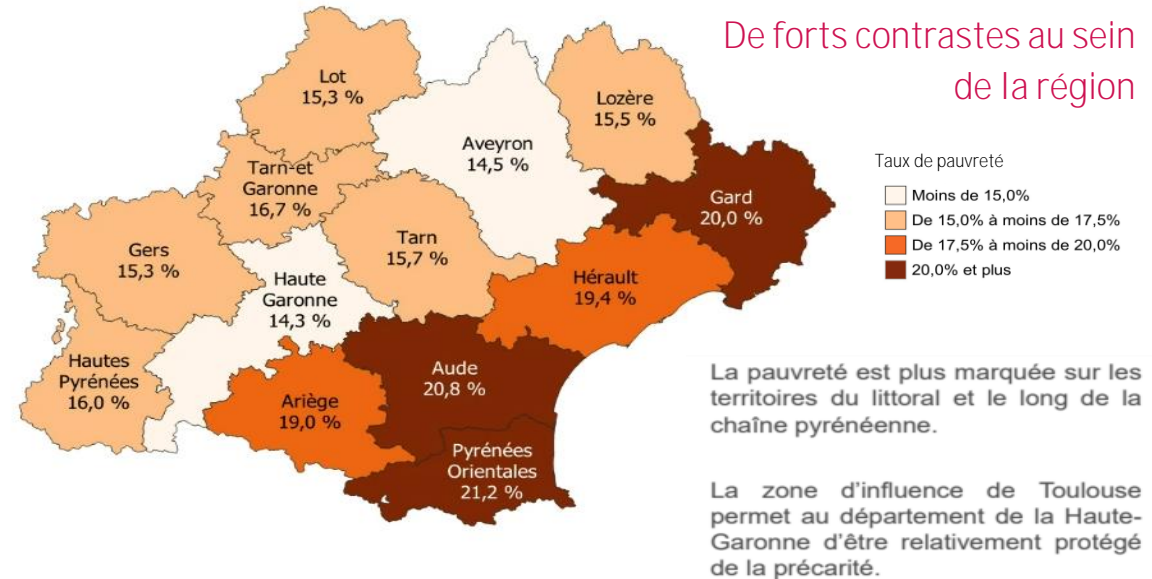 De forts contrastes au sein
de la région
Lot
15,3 %
Lozère
15,5 %
Aveyron
14,5 %
Tarn-et
Garonne
16,7 %
Gard
20,0 %
Gers
15,3 %
Tarn
15,7 %
Haute
Garonne
14,3 %
Hérault
19,4 %
Hautes
Pyrénées
16,0 %
Ariège
19,0 %
Aude
20,8 %
Pyrénées
Orientales
21,2 %
Taux de pauvreté
Moins de 15,0%
De 15,0% à moins de 17,5%
De 17,5% à moins de 20,0%
20,0% et plus
La pauvreté est plus marquée sur les
territoires du littoral et le long de la
chaîne pyrénéenne.
La zone d'influence de Toulouse
permet au département de la Haute-
Garonne d'être relativement protégé
de la précarité.